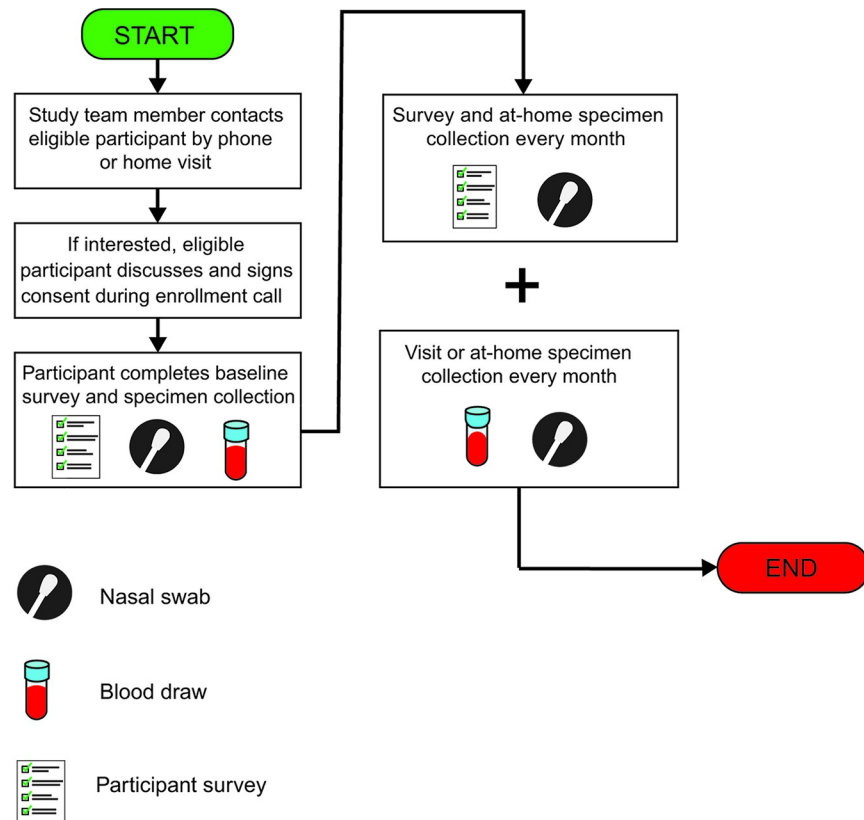 START
Study team member contacts
eligible participant by phone
or home visit
If interested, eligible
participant discusses and signs
consent during enrollment call
Participant completes baseline
survey and specimen collection
Survey and at-home specimen
collection every month
+
Visit or at-home specimen
collection every month
END
Nasal swab
Blood draw
Participant survey